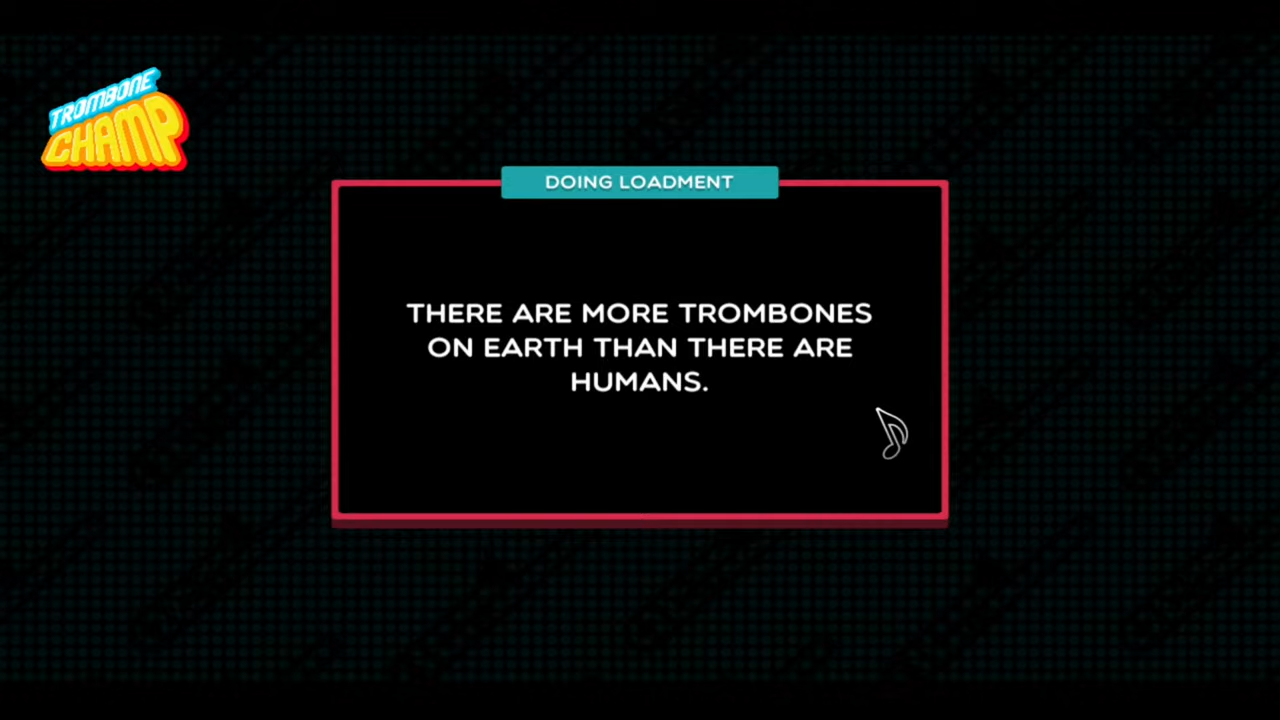 TROMBONE
CHAMP
DOING LOADMENT
THERE ARE MORE TROMBONES
ON EARTH THAN THERE ARE
HUMANS.